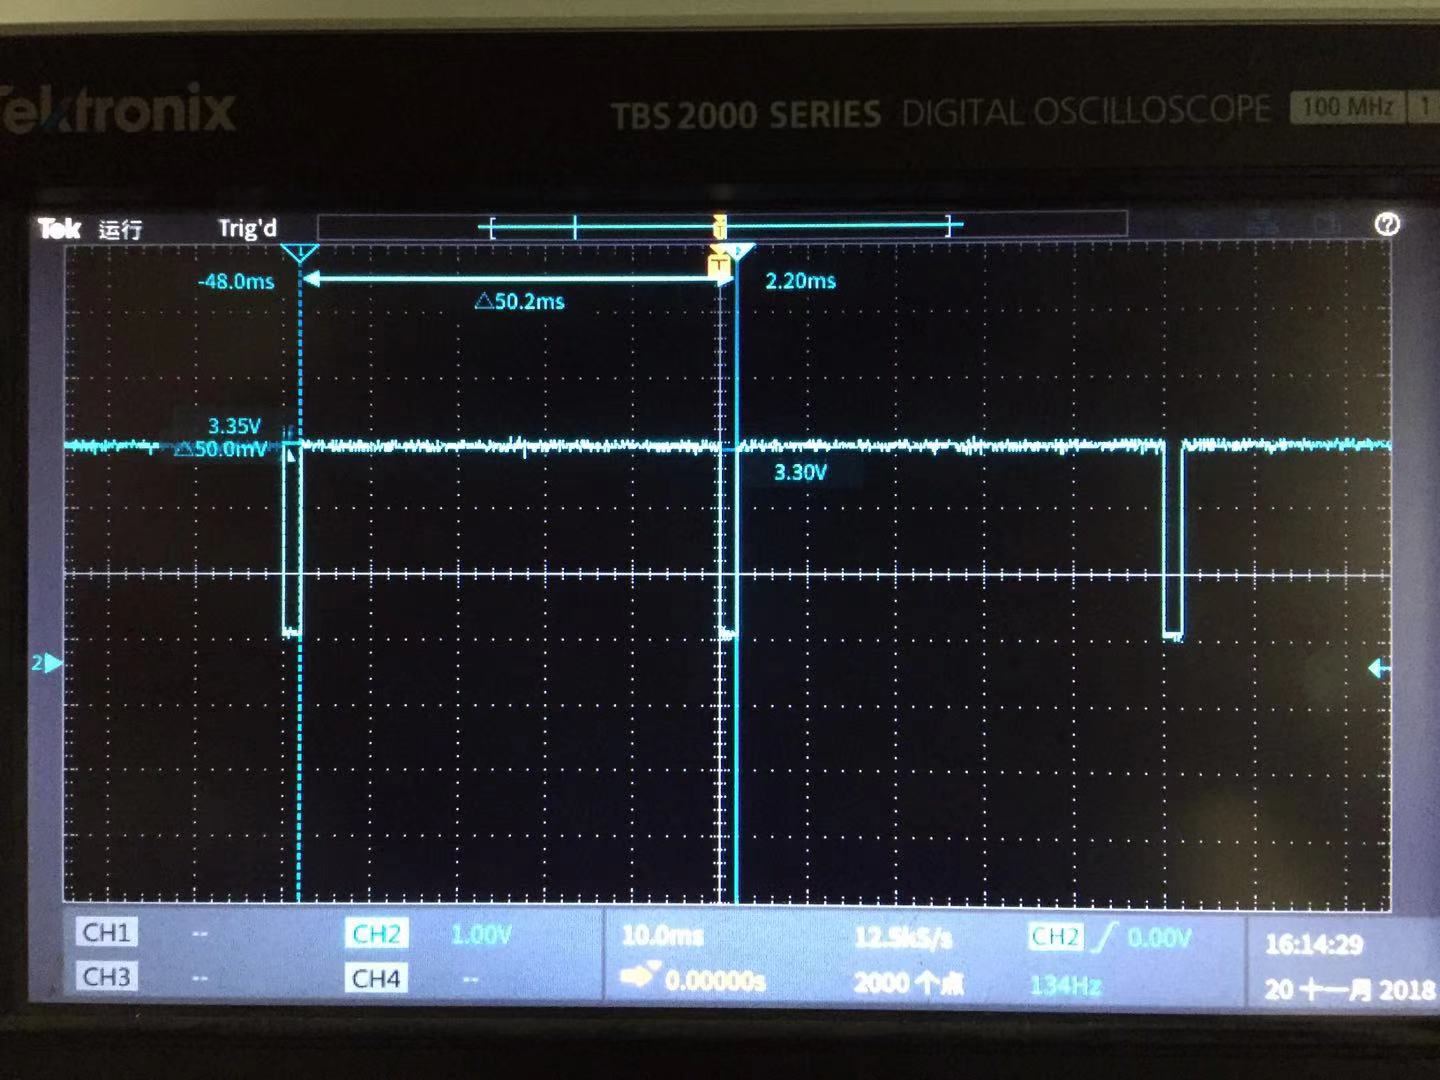 Tektronix
TBS 2000 SERIES DIGITAL OSCILLOSCOPE 100 MHz 1
Tek 运行 Trig'd
-48.0ms 2.20ms
△50.2ms
3.35V
△50.0mV
3.30V
2
CH1 -- CH2 1.00V 10.0ms 12.5kS/s CH2 0.00V 16:14:29
CH3 -- CH4 -- 0.00000s 2000 个点 134Hz 20 十一月 2018